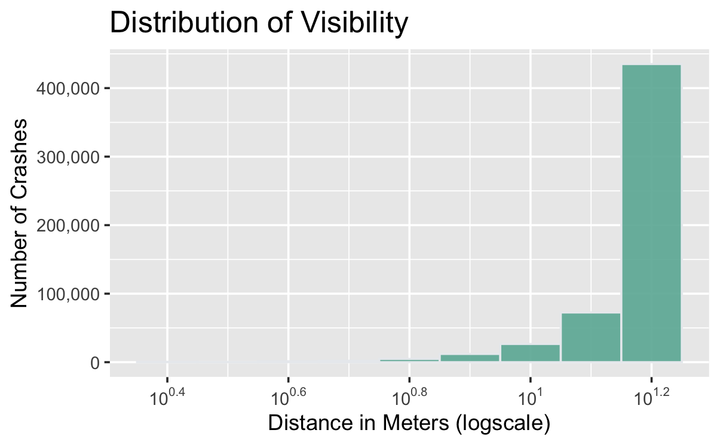 Distribution of Visibility
Number of Crashes
400,000
300,000
200,000
100,000
0
10^0.4 10^0.6 10^0.8 10^1 10^1.2
Distance in Meters (logscale)